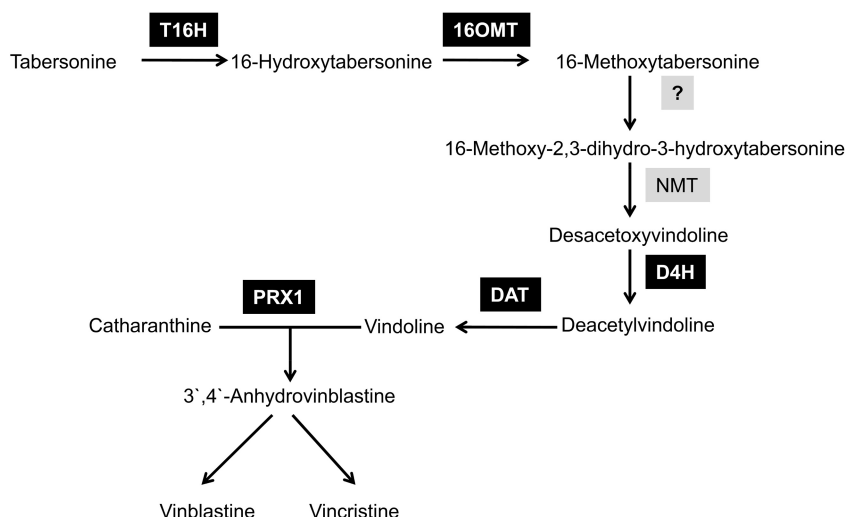 T16H
16OMT
Tabersonine
16-Hydroxytabersonine
16-Methoxytabersonine
?
16-Methoxy-2,3-dihydro-3-hydroxytabersonine
NMT
Desacetoxyvindoline
D4H
PRX1
DAT
Catharanthine
Vindoline
Deacetylvindoline
3`,4`-Anhydrovinblastine
Vinblastine
Vincristine